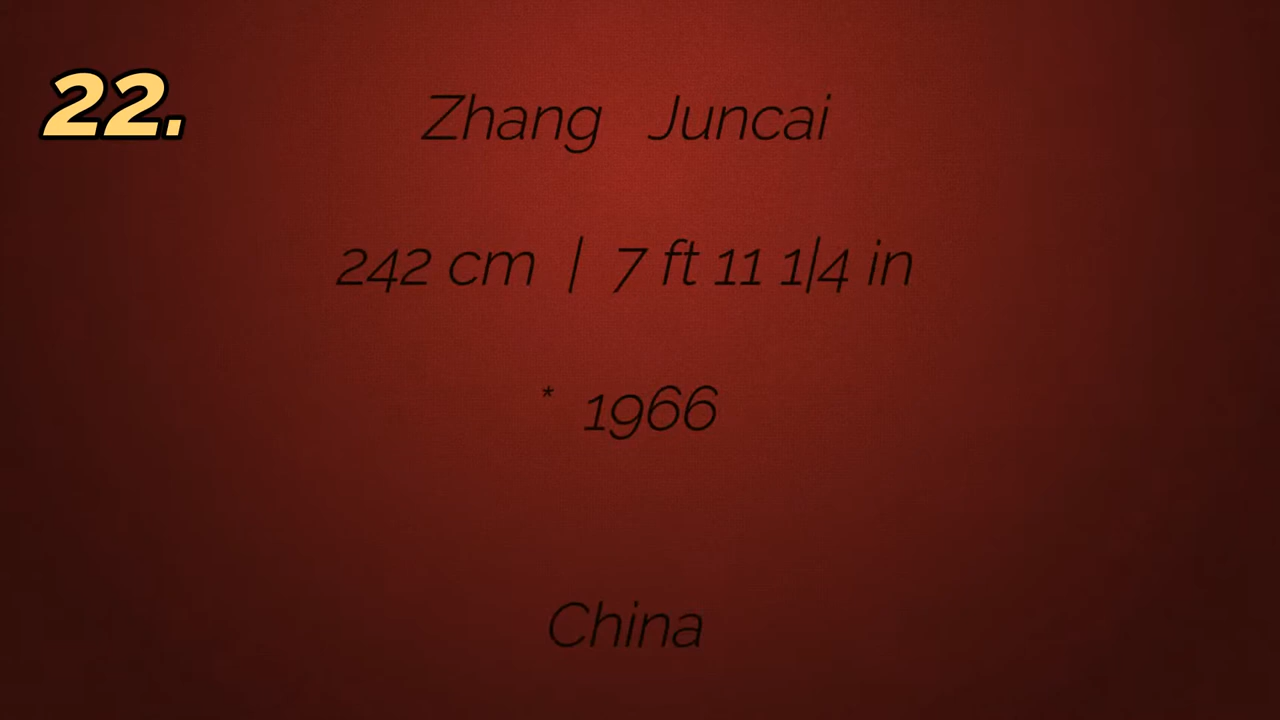 22.
Zhang Juncai
242 cm | 7 ft 11 1|4 in
* 1966
China